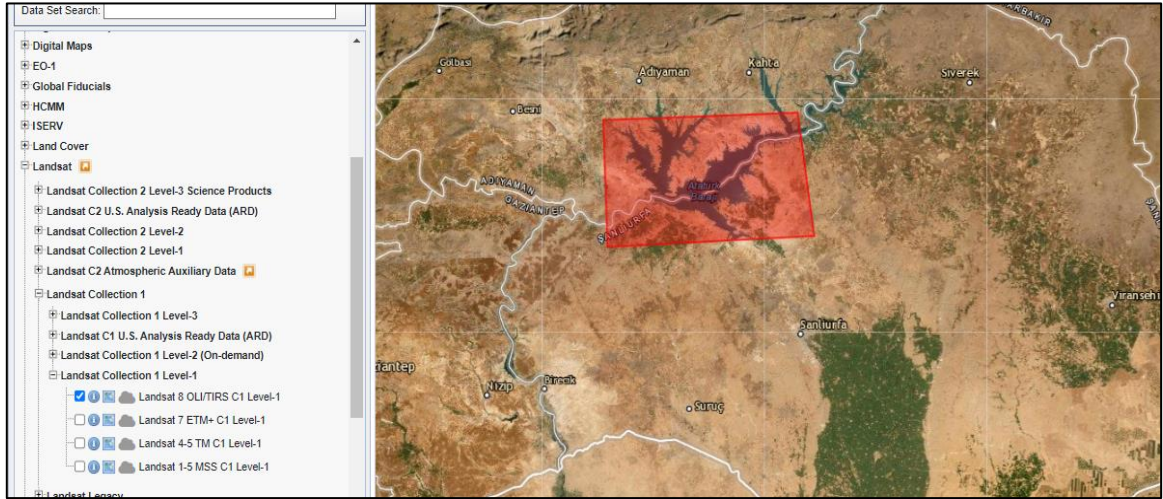 Data Set Search:
Digital Maps
EO-1
Global Fiducials
HCMM
ISERV
Land Cover
Landsat
Landsat Collection 2 Level-3 Science Products
Landsat C2 U.S. Analysis Ready Data (ARD)
Landsat Collection 2 Level-2
Landsat Collection 2 Level-1
Landsat C2 Atmospheric Auxiliary Data
Landsat Collection 1
Landsat Collection 1 Level-3
Landsat C1 U.S. Analysis Ready Data (ARD)
Landsat Collection 1 Level-2 (On-demand)
Landsat Collection 1 Level-1
Landsat 8 OLI/TIRS C1 Level-1
Landsat 7 ETM+ C1 Level-1
Landsat 4-5 TM C1 Level-1
Landsat 1-5 MSS C1 Level-1
Landsat Legacy
Gölbaşı
Adıyaman
Kahta
Siverek
Besni
ADIYAMAN
GAZIANTEP
ŞANLIURFA
Atatürk
Barajı
Viranşehi
Şanlıurfa
ziantep
Nizip
Birecik
Suruç